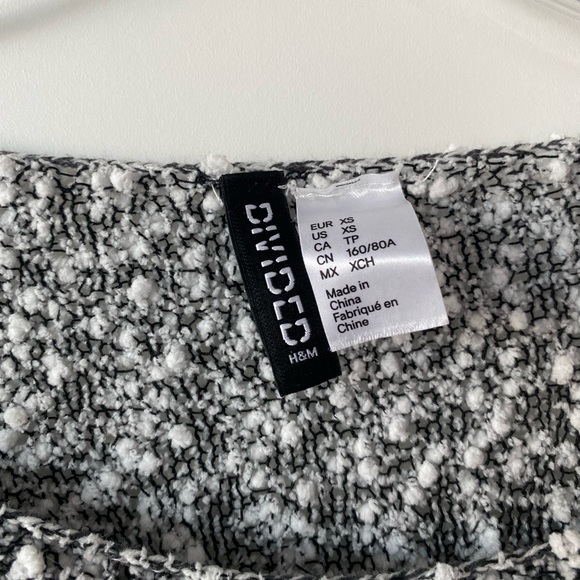 DIVIDED
H&M
EUR XS
US XS
CA TP
CN 160/80A
MX XCH
Made in
China
Fabriqué en
Chine